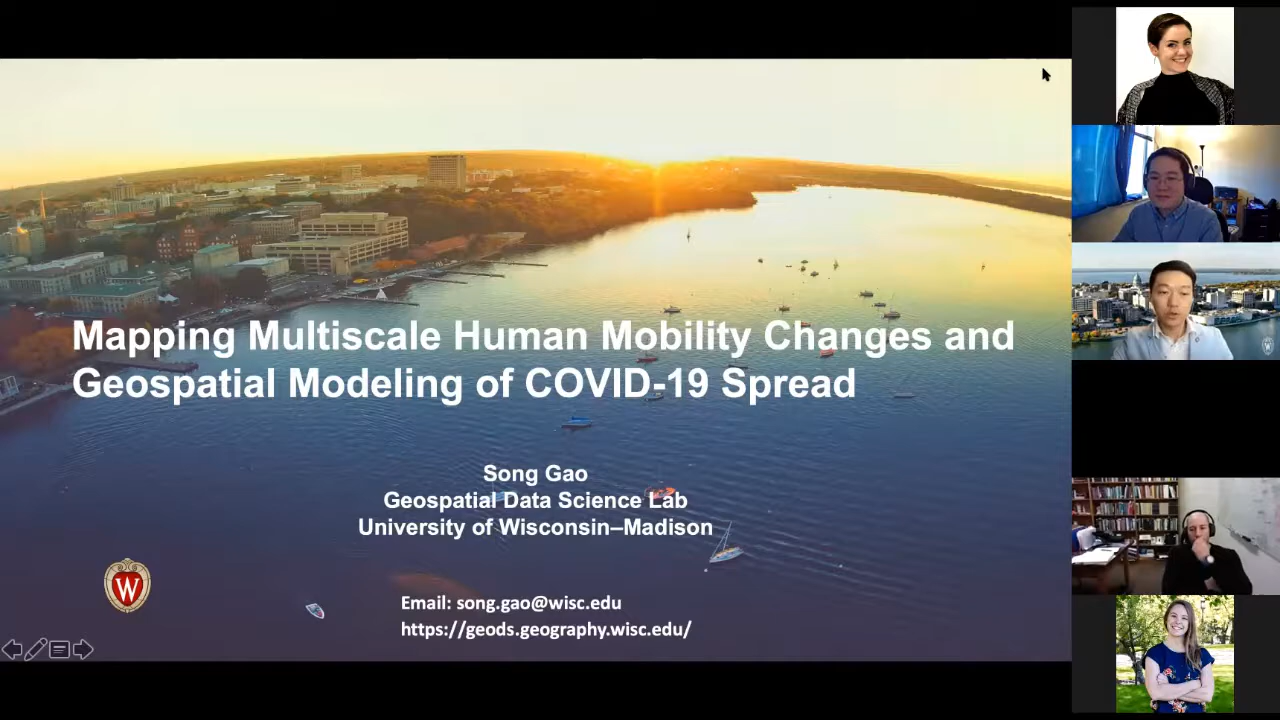 Mapping Multiscale Human Mobility Changes and
Geospatial Modeling of COVID-19 Spread
Song Gao
Geospatial Data Science Lab
University of Wisconsin–Madison
W
Email: song.gao@wisc.edu
https://geods.geography.wisc.edu/